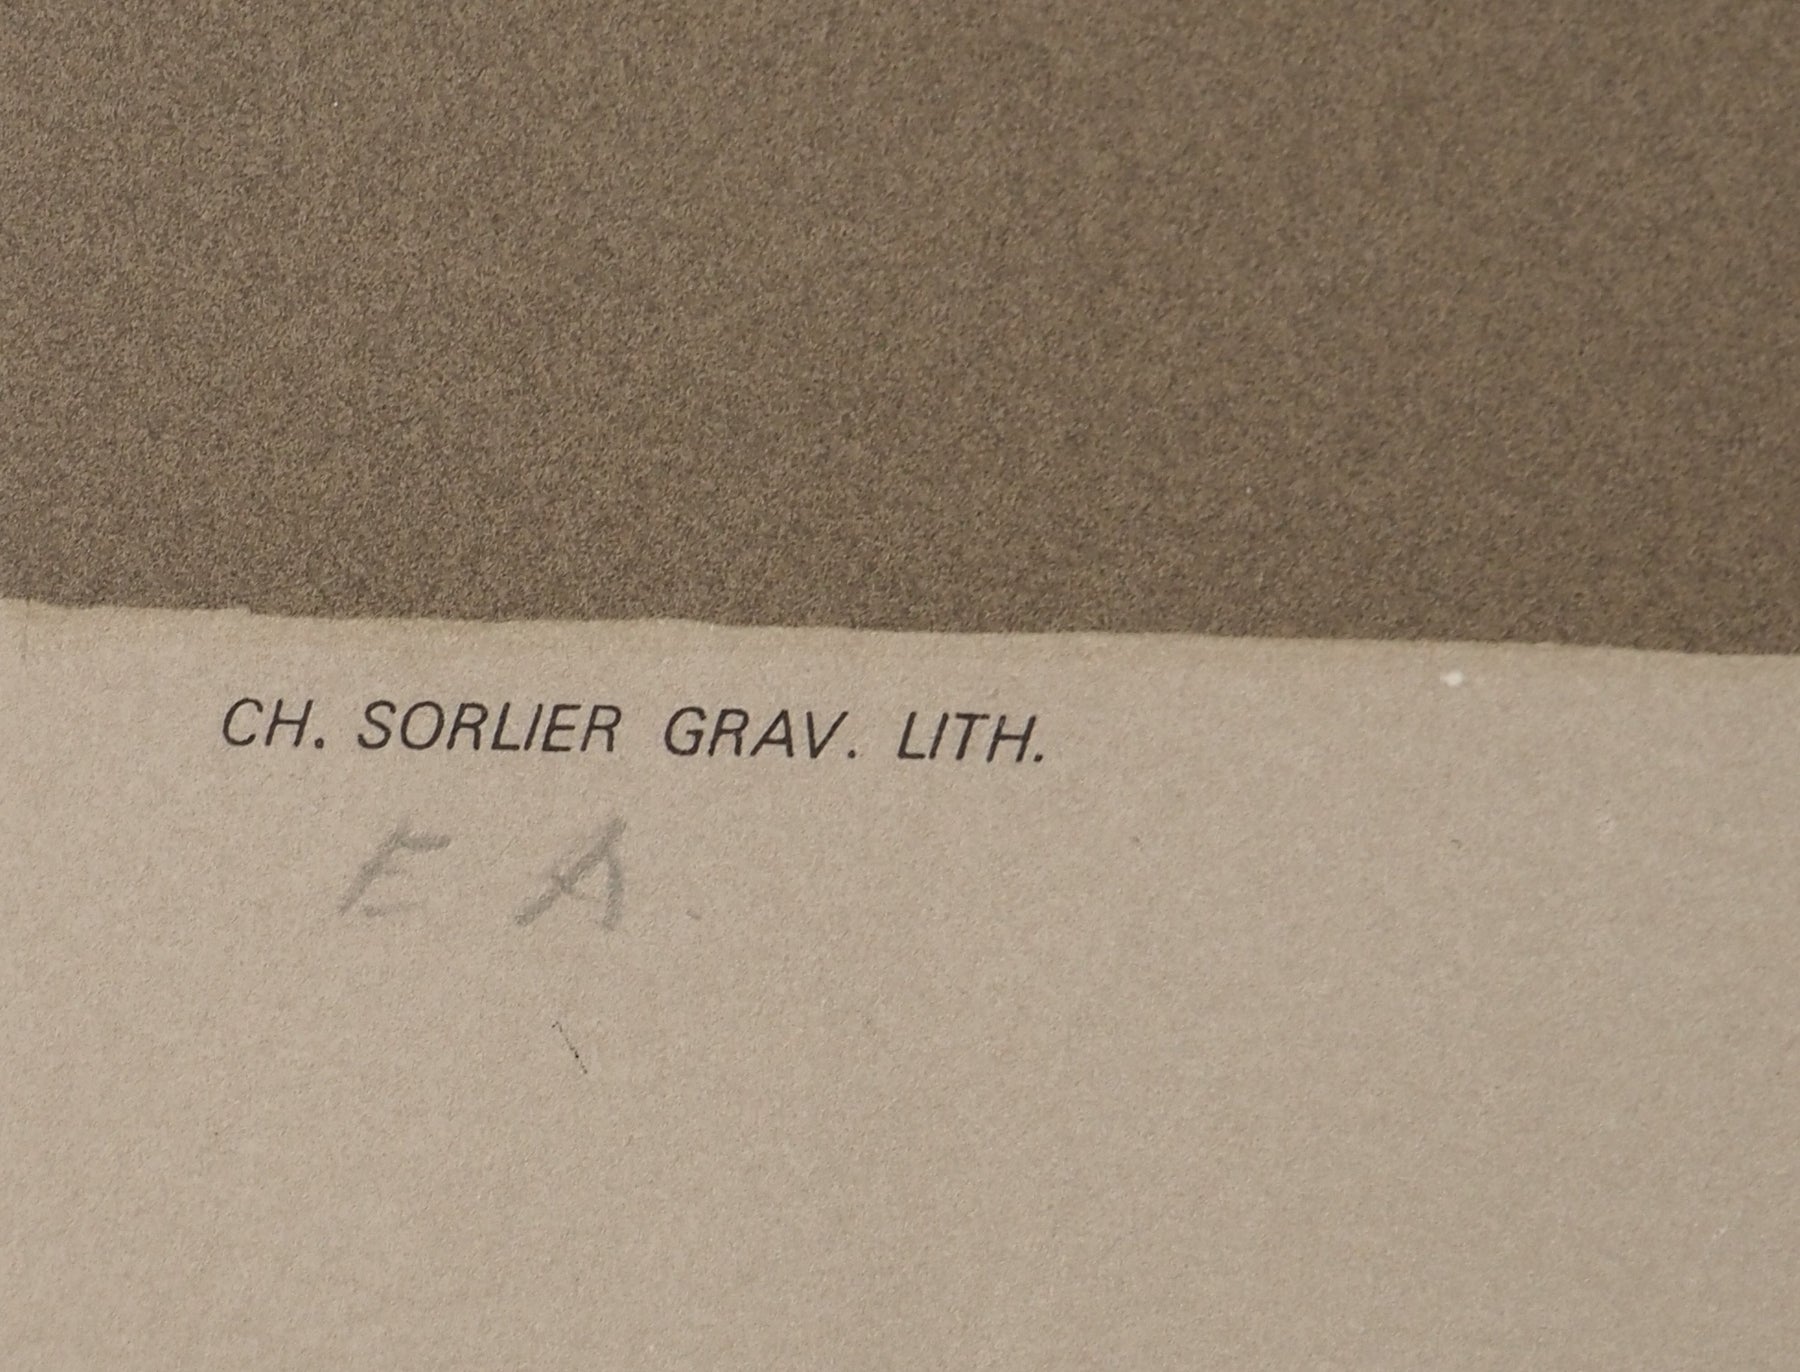 CH. SORLIER GRAV. LITH.
E A.